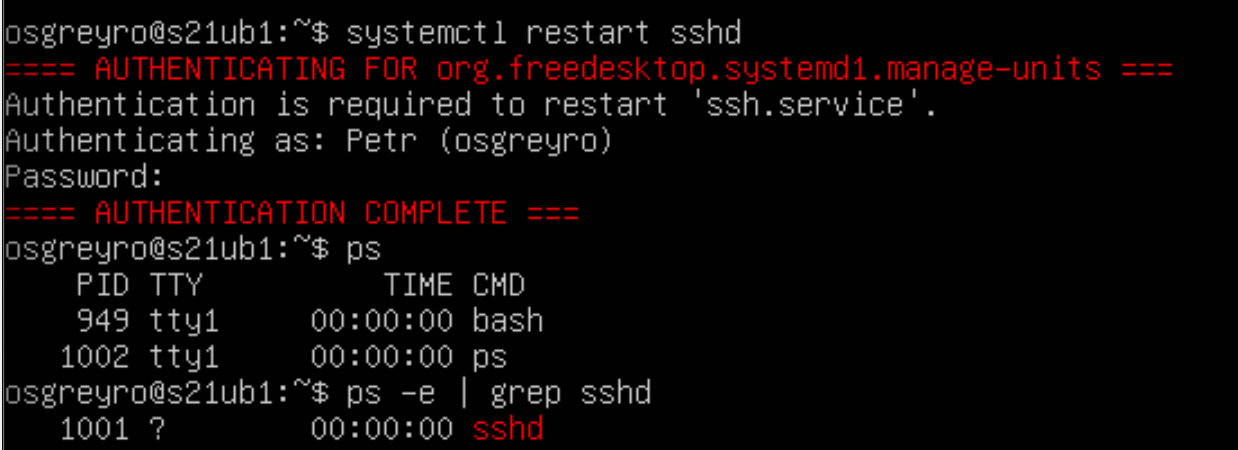 osgreyro@s21ub1:~$ systemctl restart sshd
==== AUTHENTICATING FOR org.freedesktop.systemd1.manage-units ===
Authentication is required to restart 'ssh.service'.
Authenticating as: Petr (osgreyro)
Password:
==== AUTHENTICATION COMPLETE ===
osgreyro@s21ub1:~$ ps
    PID TTY          TIME CMD
    949 tty1     00:00:00 bash
   1002 tty1     00:00:00 ps
osgreyro@s21ub1:~$ ps -e | grep sshd
   1001 ?        00:00:00 sshd